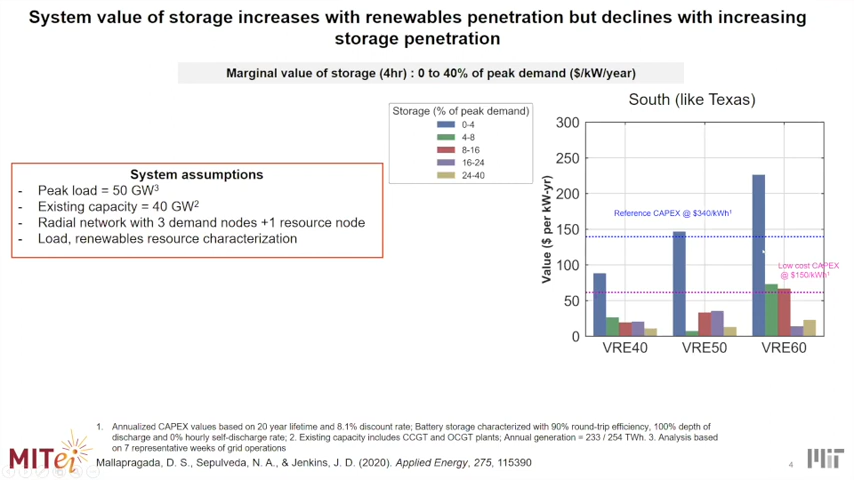 System value of storage increases with renewables penetration but declines with increasing
storage penetration
Marginal value of storage (4hr) : 0 to 40% of peak demand ($/kW/year)
System assumptions
- Peak load = 50 GW³
- Existing capacity = 40 GW²
- Radial network with 3 demand nodes +1 resource node
- Load, renewables resource characterization
Storage (% of peak demand)
0-4
4-8
8-16
16-24
24-40
South (like Texas)
Value ($ per kW-yr)
300
250
200
150
100
50
0
Reference CAPEX @ $340/kWh¹
Low cost CAPEX
@ $150/kWh¹
VRE40 VRE50 VRE60
1. Annualized CAPEX values based on 20 year lifetime and 8.1% discount rate; Battery storage characterized with 90% round-trip efficiency, 100% depth of
discharge and 0% hourly self-discharge rate; 2. Existing capacity includes CCGT and OCGT plants; Annual generation = 233 / 254 TWh. 3. Analysis based
on 7 representative weeks of grid operations
Mallapragada, D. S., Sepulveda, N. A., & Jenkins, J. D. (2020). Applied Energy, 275, 115390
MITei
4
MIT